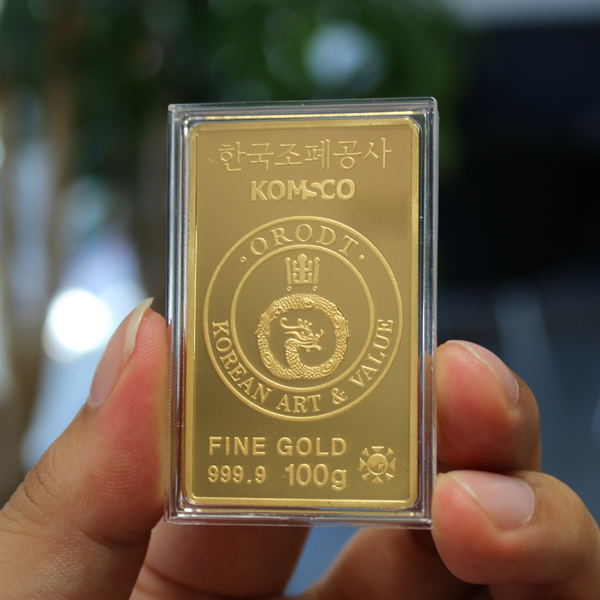 한국조폐공사
KOMSCO
·ORODT·
KOREAN ART & VALUE
FINE GOLD
999.9 100g